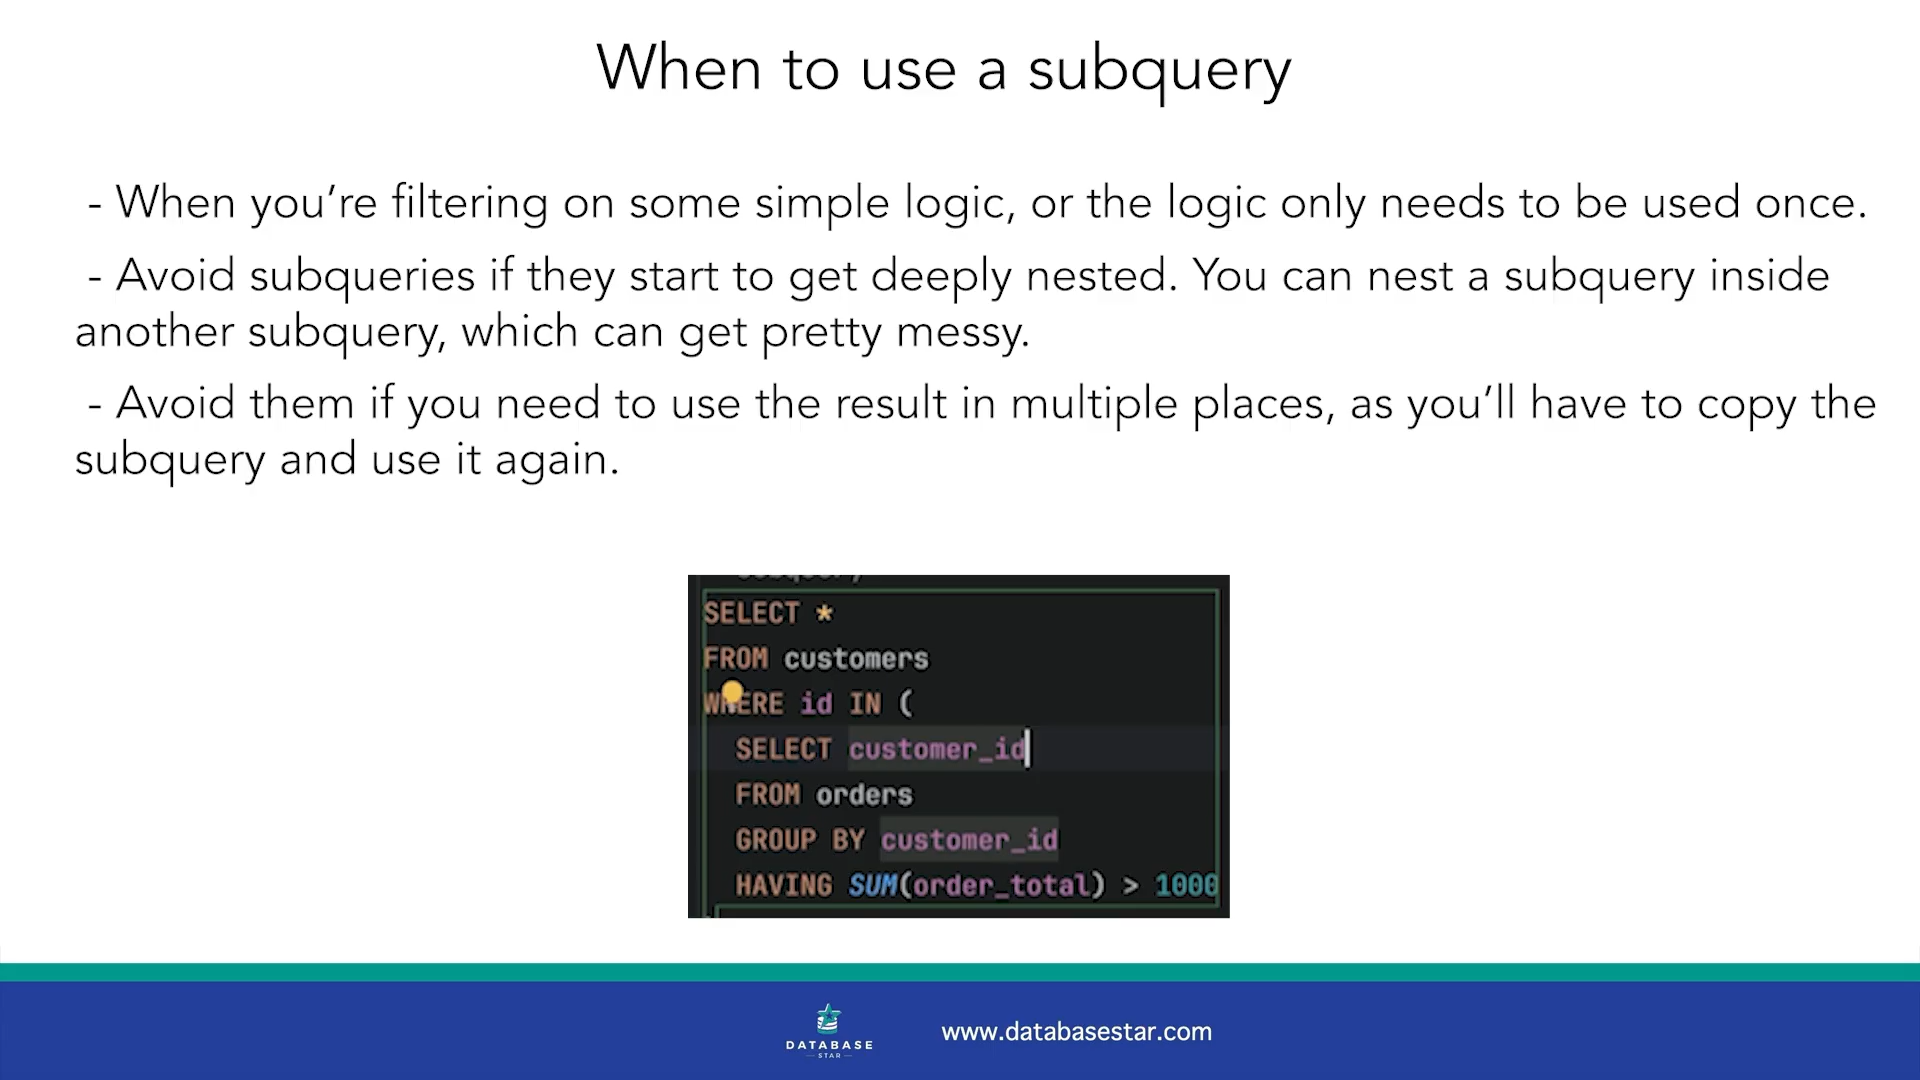 When to use a subquery
- When you’re filtering on some simple logic, or the logic only needs to be used once.
- Avoid subqueries if they start to get deeply nested. You can nest a subquery inside
another subquery, which can get pretty messy.
- Avoid them if you need to use the result in multiple places, as you’ll have to copy the
subquery and use it again.
SELECT *
FROM customers
WHERE id IN (
SELECT customer_id
FROM orders
GROUP BY customer_id
HAVING SUM(order_total) > 1000
DATABASE
STAR
www.databasestar.com